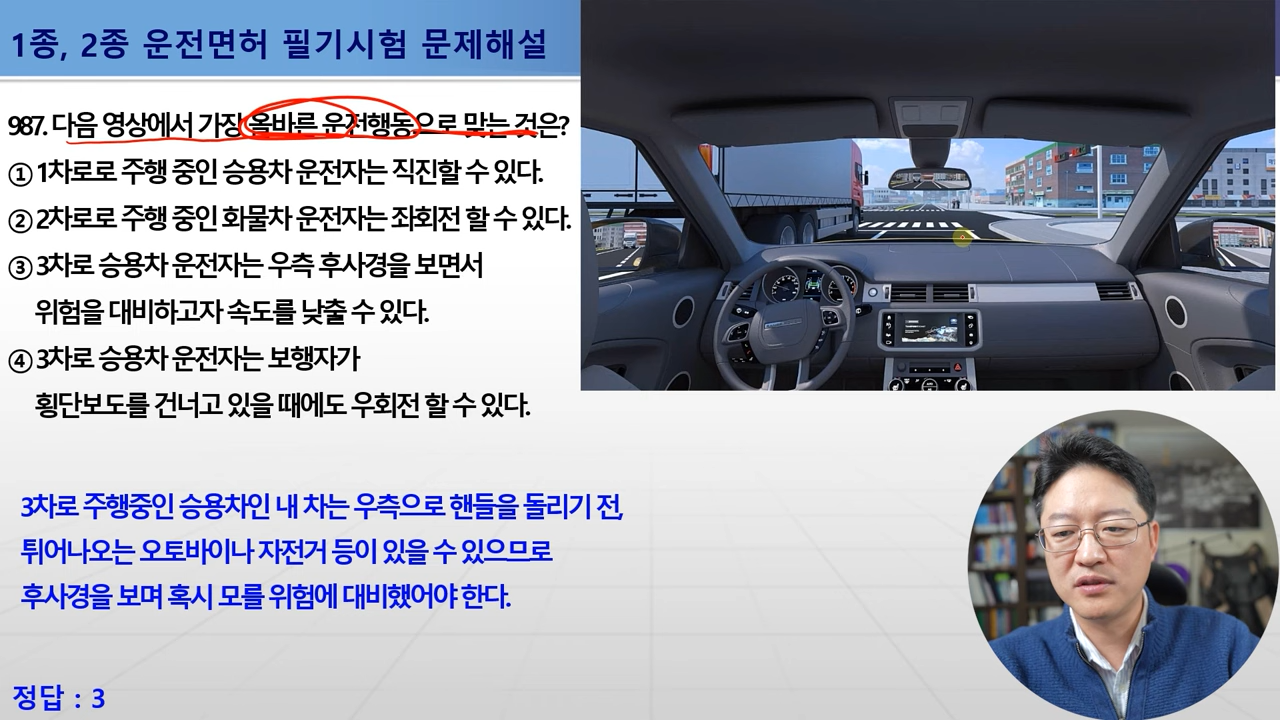 1종, 2종 운전면허 필기시험 문제해설
987. 다음 영상에서 가장 올바른 운전행동으로 맞는 것은?
① 1차로로 주행 중인 승용차 운전자는 직진할 수 있다.
② 2차로로 주행 중인 화물차 운전자는 좌회전 할 수 있다.
③ 3차로 승용차 운전자는 우측 후사경을 보면서
위험을 대비하고자 속도를 낮출 수 있다.
④ 3차로 승용차 운전자는 보행자가
횡단보도를 건너고 있을 때에도 우회전 할 수 있다.
3차로 주행중인 승용차인 내 차는 우측으로 핸들을 돌리기 전,
튀어나오는 오토바이나 자전거 등이 있을 수 있으므로
후사경을 보며 혹시 모를 위험에 대비했어야 한다.
정답 : 3